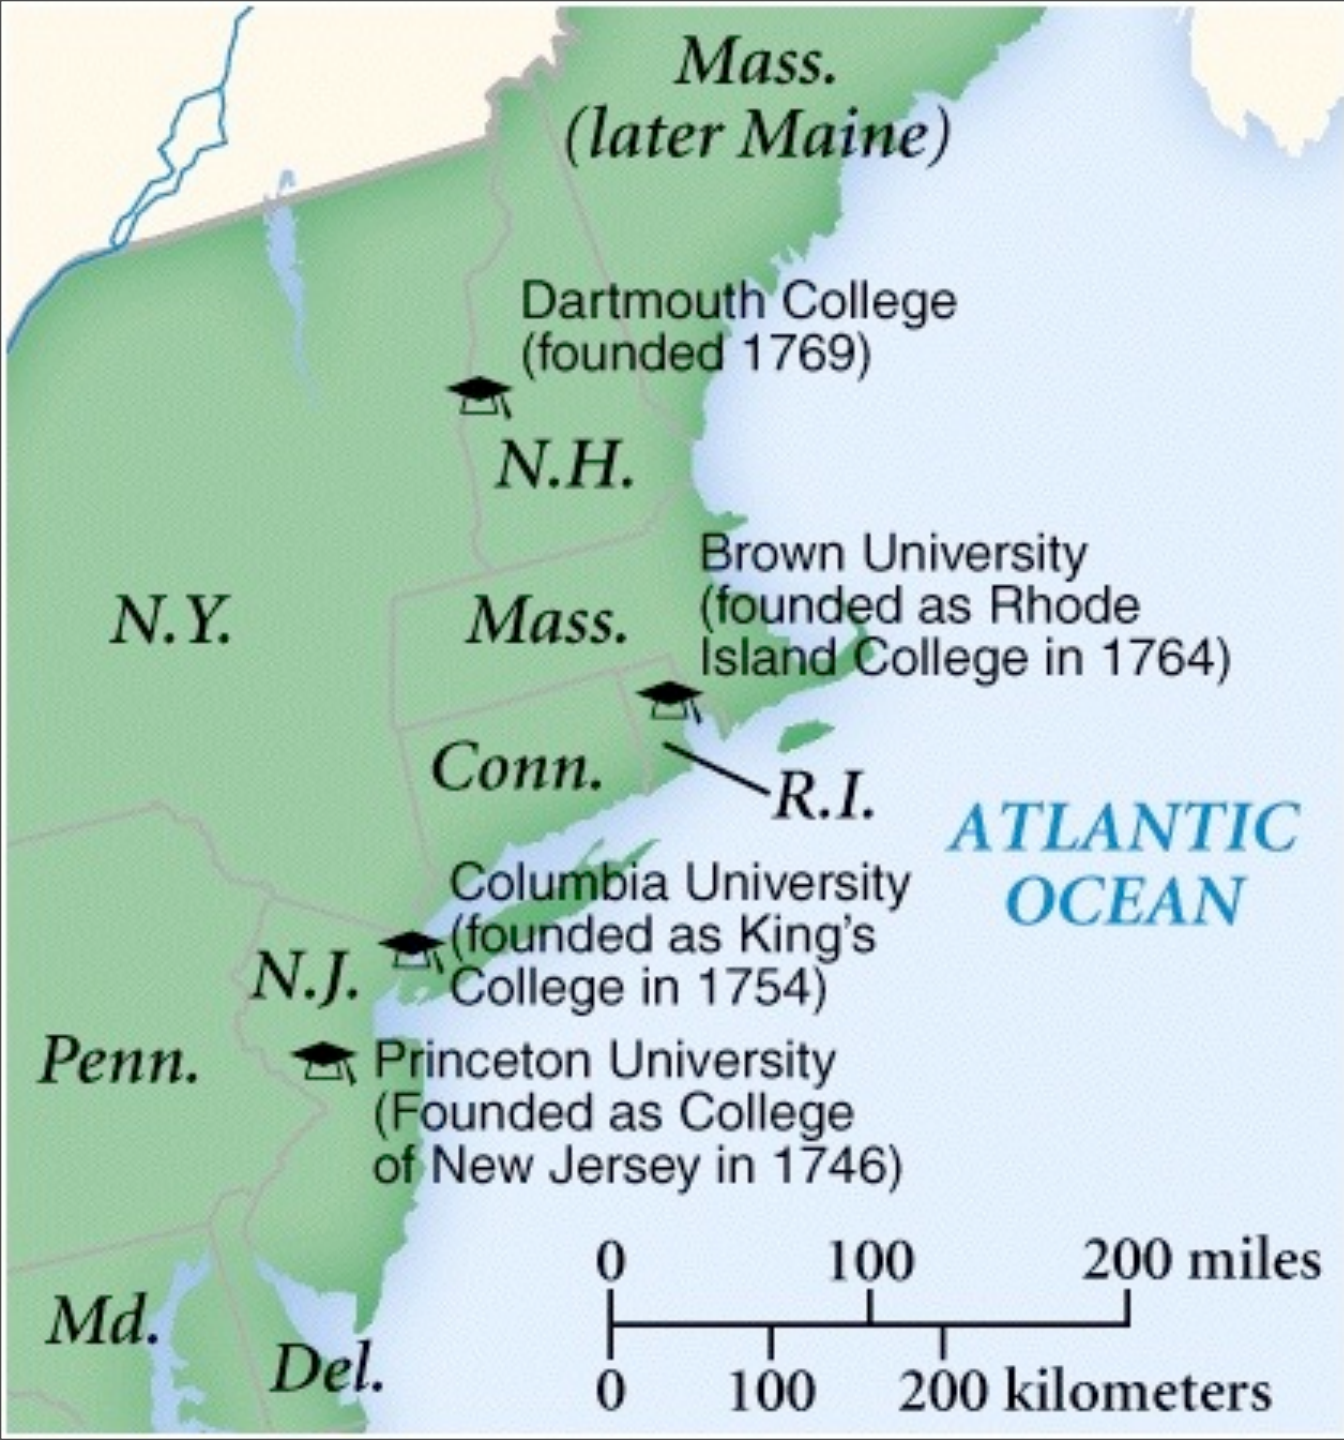 Mass.
(later Maine)
Dartmouth College
(founded 1769)
N.H.
Brown University
(founded as Rhode
Island College in 1764)
N.Y.
Mass.
Conn.
R.I.
ATLANTIC
OCEAN
Columbia University
(founded as King's
College in 1754)
N.J.
Penn.
Princeton University
(Founded as College
of New Jersey in 1746)
Md.
Del.
0 100 200 miles
0 100 200 kilometers